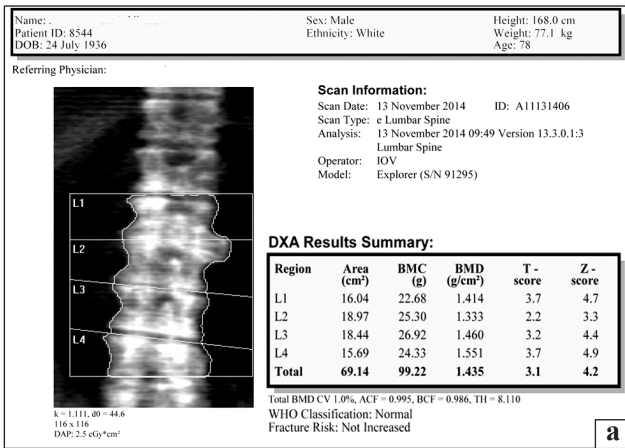 Name: .
Sex: Male
Height: 168.0 cm
Patient ID: 8544
Ethnicity: White
Weight: 77.1 kg
DOB: 24 July 1936
Age: 78
Referring Physician:
Scan Information:
Scan Date: 13 November 2014 ID: A11131406
Scan Type: e Lumbar Spine
Analysis: 13 November 2014 09:49 Version 13.3.0.1:3
Lumbar Spine
Operator: IOV
Model: Explorer (S/N 91295)
L1
L2
L3
L4
k = 1.111, d0 = 44.6
116 x 116
DAP: 2.5 cGy*cm²
DXA Results Summary:
Region Area (cm²) BMC (g) BMD (g/cm²) T - score Z - score
L1 16.04 22.68 1.414 3.7 4.7
L2 18.97 25.30 1.333 2.2 3.3
L3 18.44 26.92 1.460 3.2 4.4
L4 15.69 24.33 1.551 3.7 4.9
Total 69.14 99.22 1.435 3.1 4.2
Total BMD CV 1.0%, ACF = 0.995, BCF = 0.986, TH = 8.110
WHO Classification: Normal
Fracture Risk: Not Increased
a